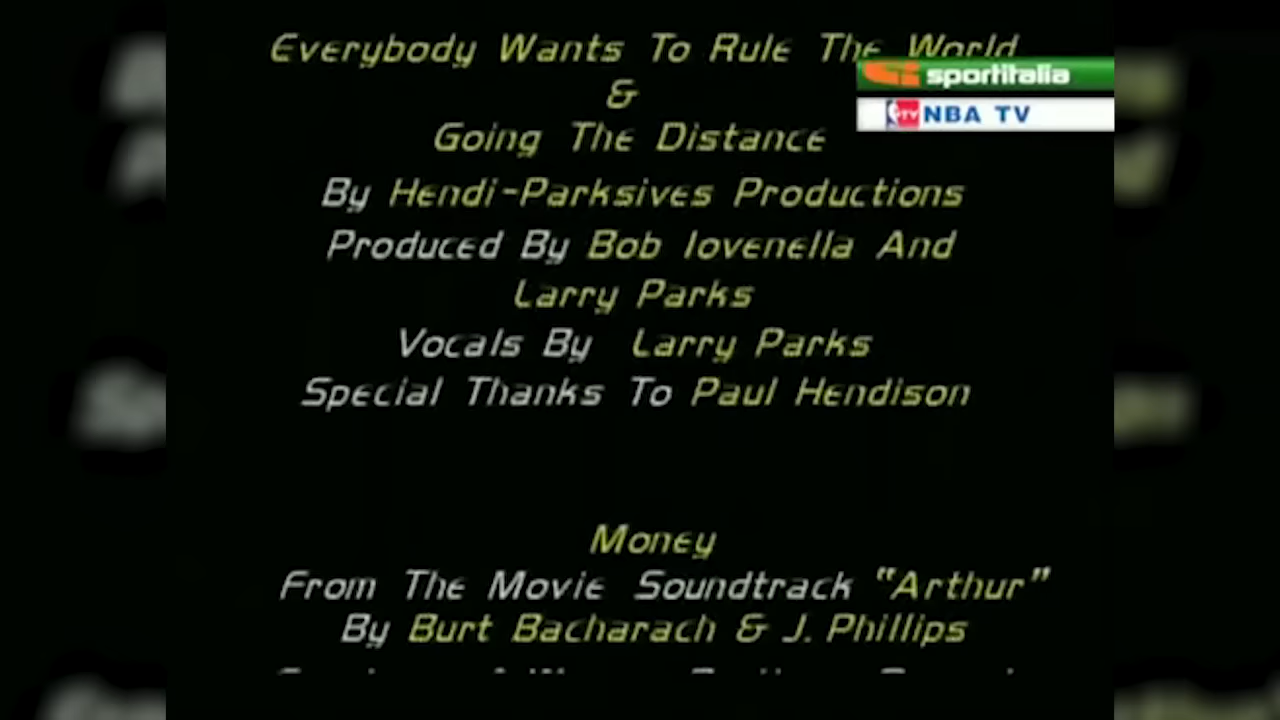 Everybody Wants To Rule The World
sportitalia
NBA TV
&
Going The Distance
By Hendi-Parksives Productions
Produced By Bob Iovenella And
Larry Parks
Vocals By Larry Parks
Special Thanks To Paul Hendison
Money
From The Movie Soundtrack "Arthur"
By Burt Bacharach & J. Phillips